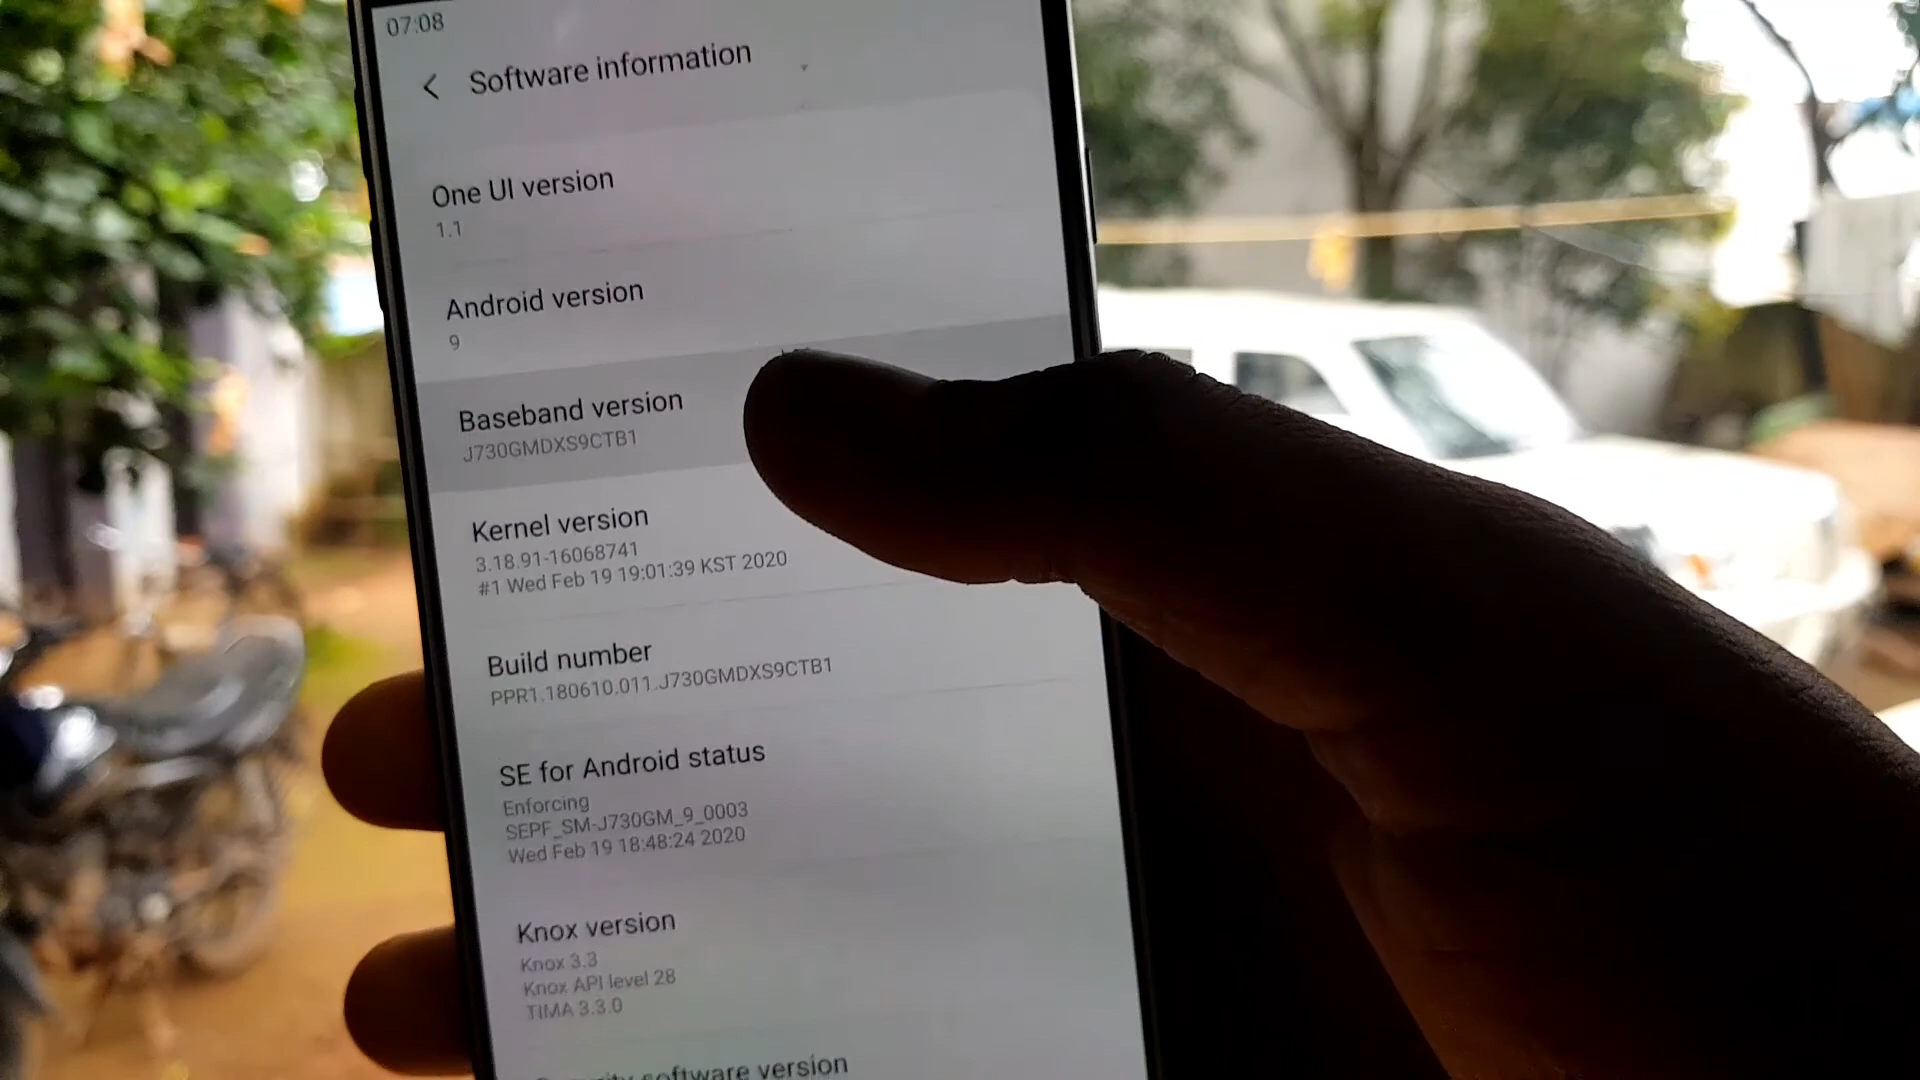 07:08
Software information
One UI version
1.1
Android version
9
Baseband version
J730GMDXS9CTB1
Kernel version
3.18.91-16068741
#1 Wed Feb 19 19:01:39 KST 2020
Build number
PPR1.180610.011.J730GMDXS9CTB1
SE for Android status
Enforcing
SEPF_SM-J730GM_9_0003
Wed Feb 19 18:48:24 2020
Knox version
Knox 3.3
Knox API level 28
TIMA 3.3.0
software version